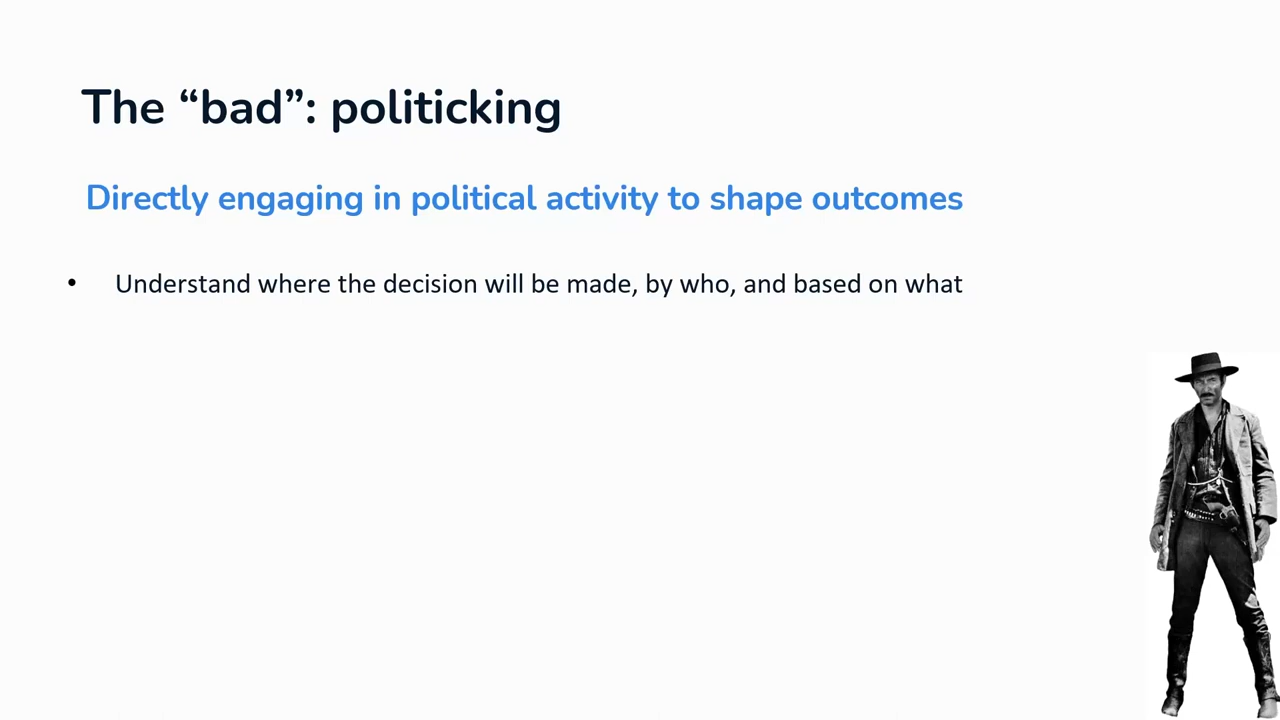 The “bad”: politicking
Directly engaging in political activity to shape outcomes
• Understand where the decision will be made, by who, and based on what